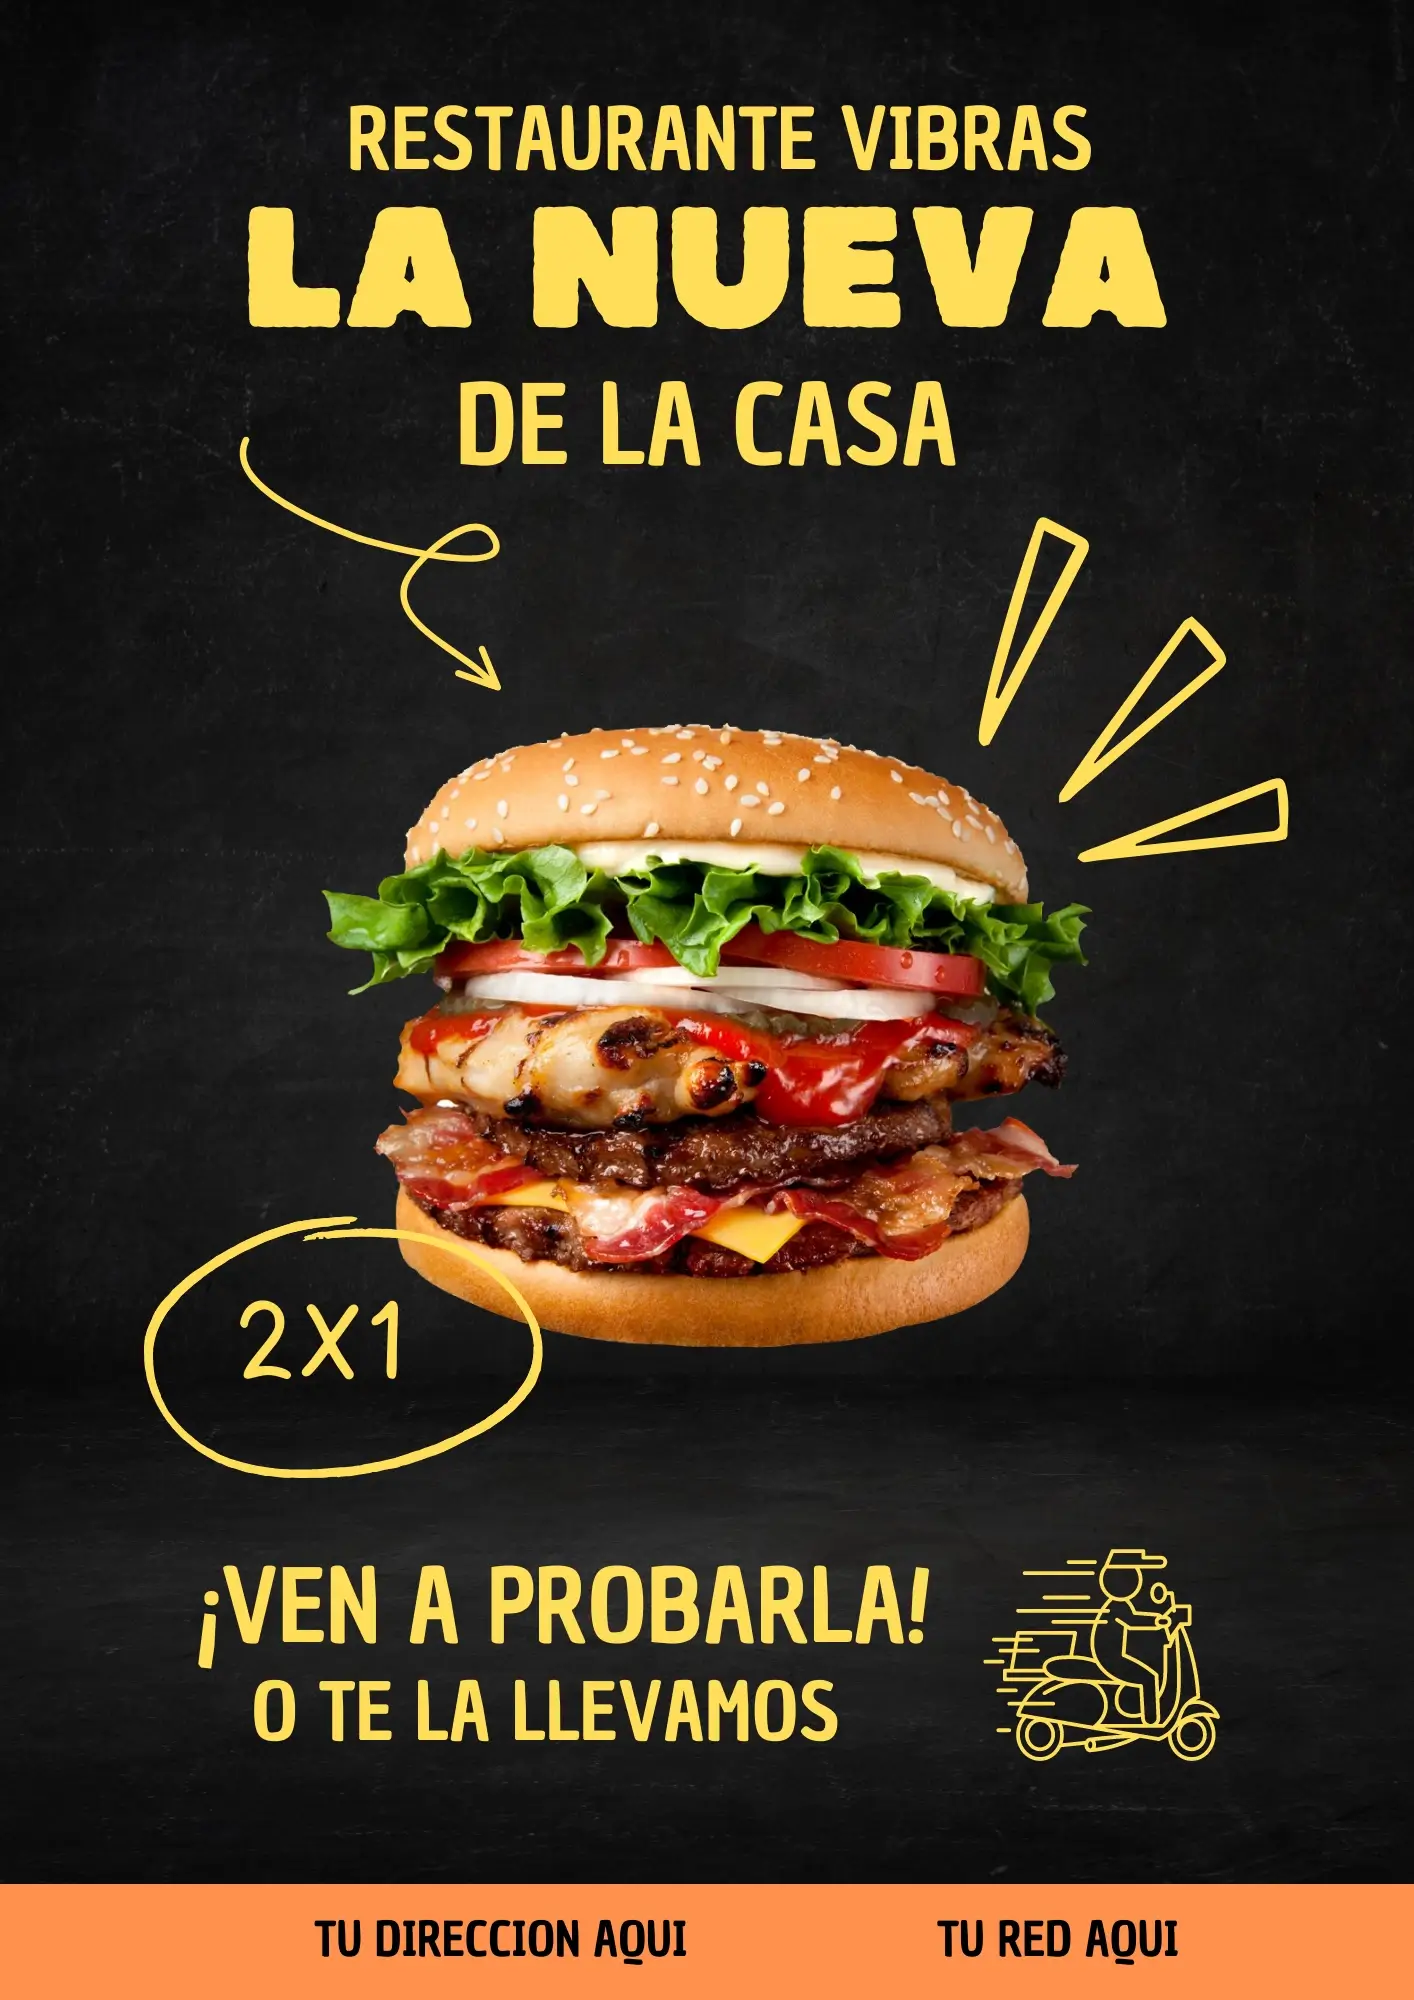 RESTAURANTE VIBRAS
LA NUEVA
DE LA CASA
2X1
¡VEN A PROBARLA!
O TE LA LLEVAMOS
TU DIRECCION AQUI
TU RED AQUI